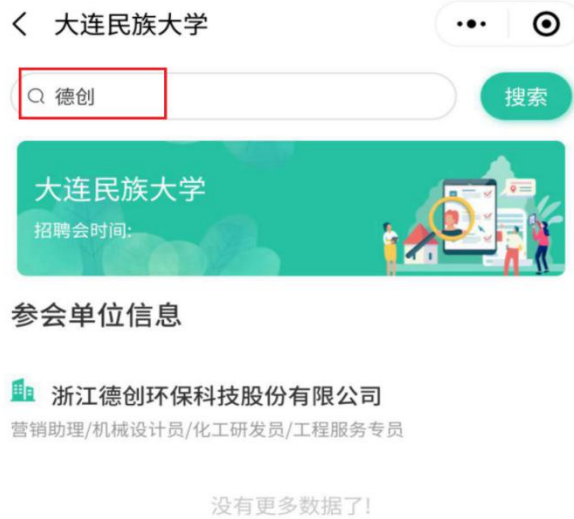 大连民族大学
德创
搜索
大连民族大学
招聘会时间:
参会单位信息
浙江德创环保科技股份有限公司
营销助理/机械设计员/化工研发员/工程服务专员
没有更多数据了!